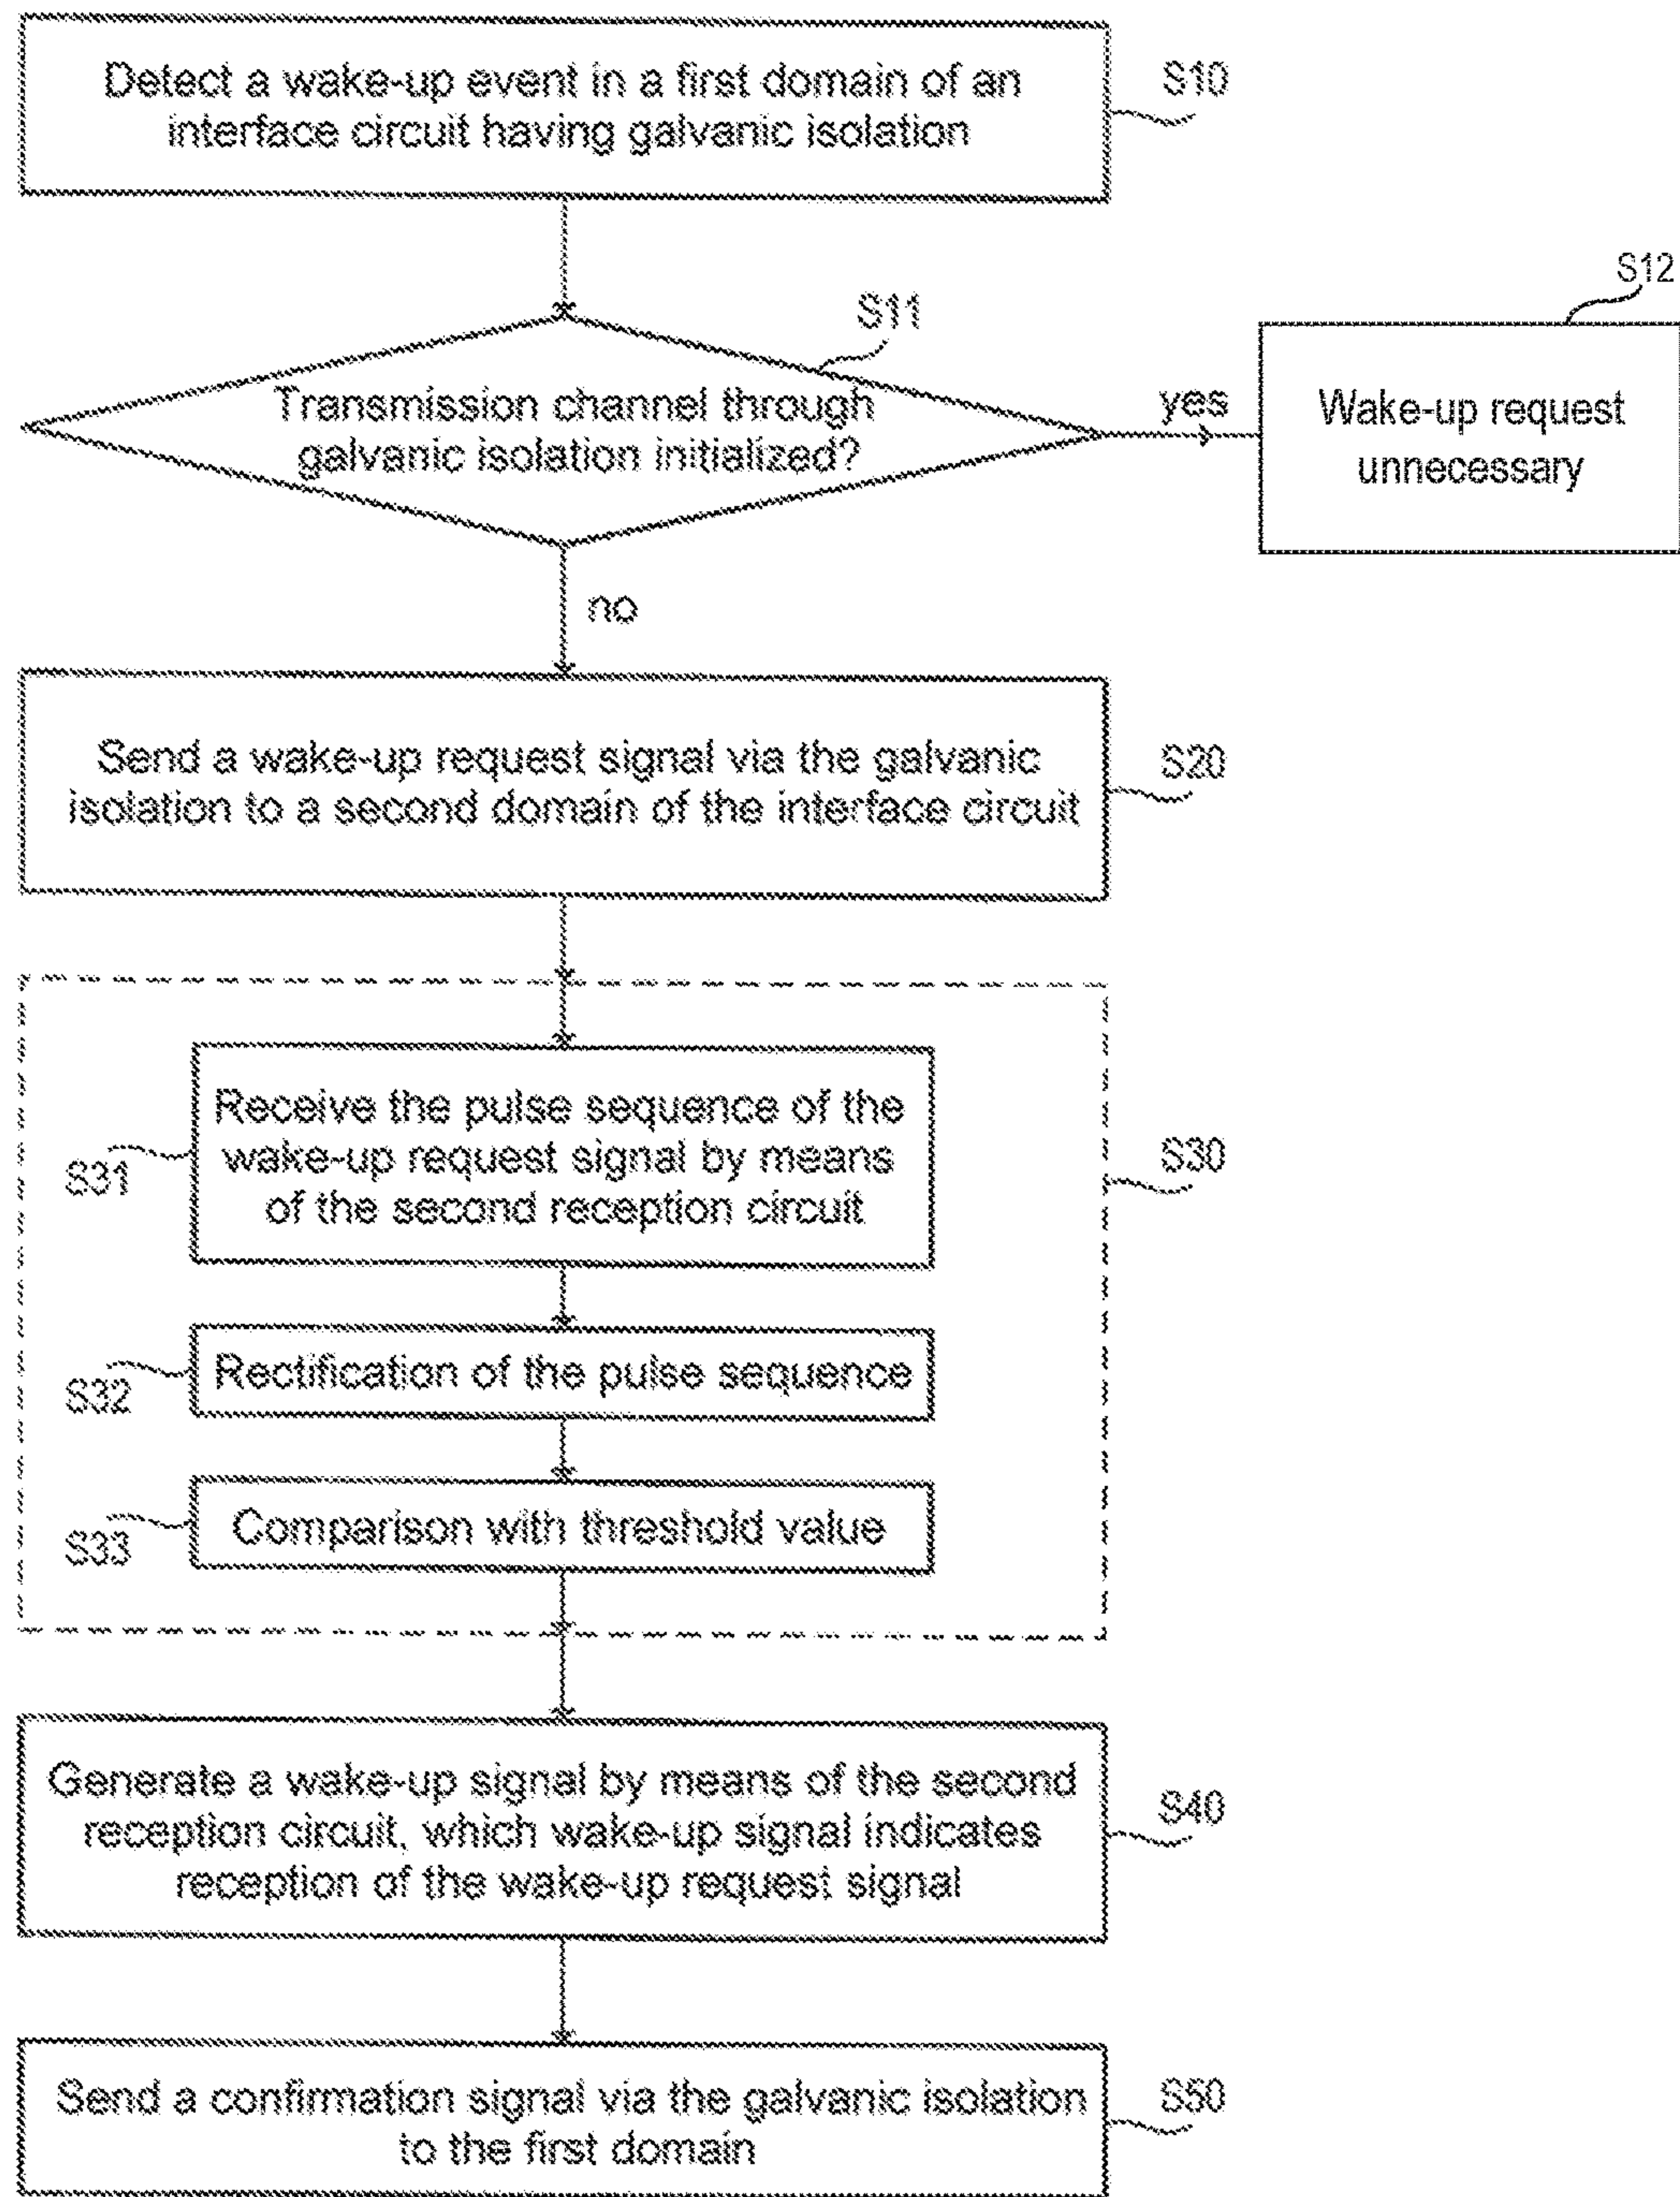 Detect a wake-up event in a first domain of an
interface circuit having galvanic isolation
S10
S12
S11
Transmission channel through
galvanic isolation initialized?
yes
Wake-up request
unnecessary
no
Send a wake-up request signal via the galvanic
isolation to a second domain of the interface circuit
S20
Receive the pulse sequence of the
wake-up request signal by means
of the second reception circuit
S31
S30
Rectification of the pulse sequence
S32
Comparison with threshold value
S33
Generate a wake-up signal by means of the second
reception circuit, which wake-up signal indicates
reception of the wake-up request signal
S40
Send a confirmation signal via the galvanic isolation
to the first domain
S50